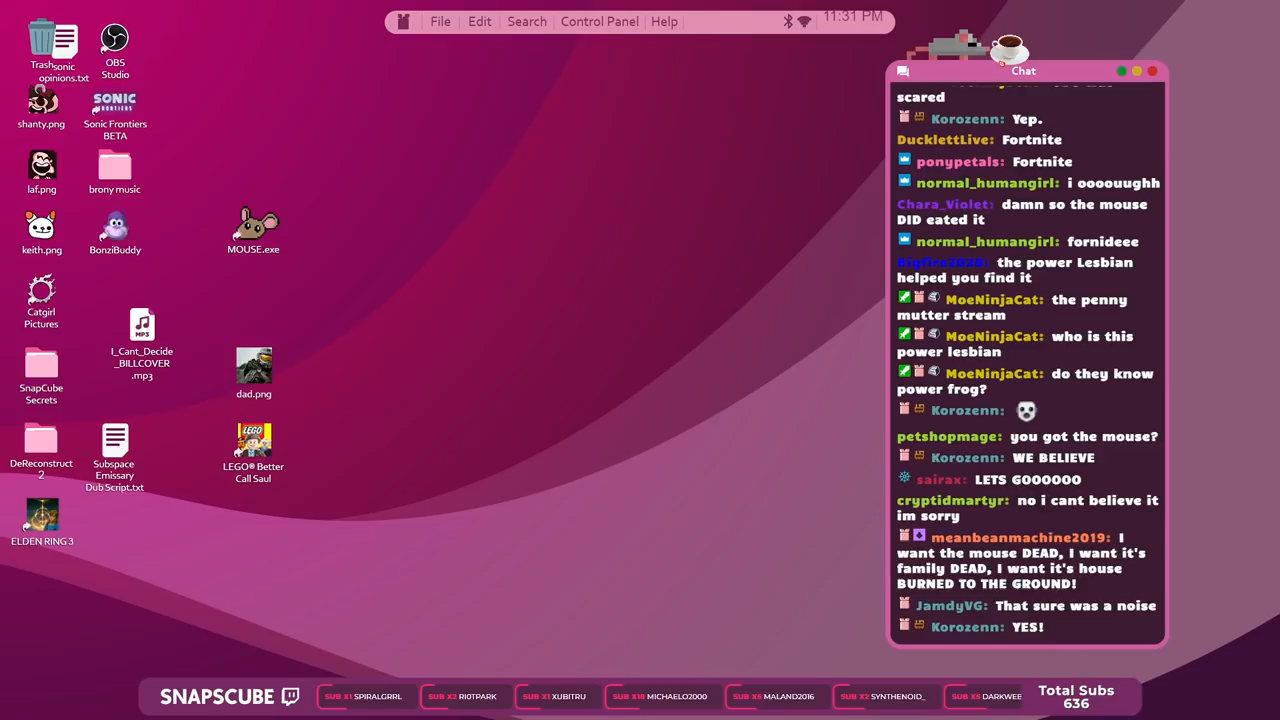 File Edit Search Control Panel Help
11:31 PM
Trash
sonic
opinions.txt
OBS
Studio
shanty.png
SONIC
FRONTIERS
Sonic Frontiers
BETA
laf.png
brony music
keith.png
BonziBuddy
MOUSE.exe
Catgirl
Pictures
MP3
I_Cant_Decide
_BILLCOVER
.mp3
SnapCube
Secrets
dad.png
DeReconstruct
2
Subspace
Emissary
Dub Script.txt
LEGO
LEGO® Better
Call Saul
ELDEN RING 3
Chat
scared
Korozenn: Yep.
DucklettLive: Fortnite
ponypetals: Fortnite
normal_humangirl: i oooouughh
Chara_Violet: damn so the mouse
DID eated it
normal_humangirl: fornideee
Bigfire2020: the power Lesbian
helped you find it
MoeNinjaCat: the penny
mutter stream
MoeNinjaCat: who is this
power lesbian
MoeNinjaCat: do they know
power frog?
Korozenn:
petshopmage: you got the mouse?
Korozenn: WE BELIEVE
sairax: LETS GOOOOOO
cryptidmartyr: no i cant believe it
im sorry
meanbeanmachine2019: I
want the mouse DEAD, I want it's
family DEAD, I want it's house
BURNED TO THE GROUND!
JamdyVG: That sure was a noise
Korozenn: YES!
SNAPSCUBE
SUB X1 SPIRALGRRL
SUB X2 RI0TPARK
SUB X1 XUBITRU
SUB X18 MICHAELO2000
SUB X5 MALAND2016
SUB X2 SYNTHENOID_
SUB X5 DARKWEE
Total Subs
636